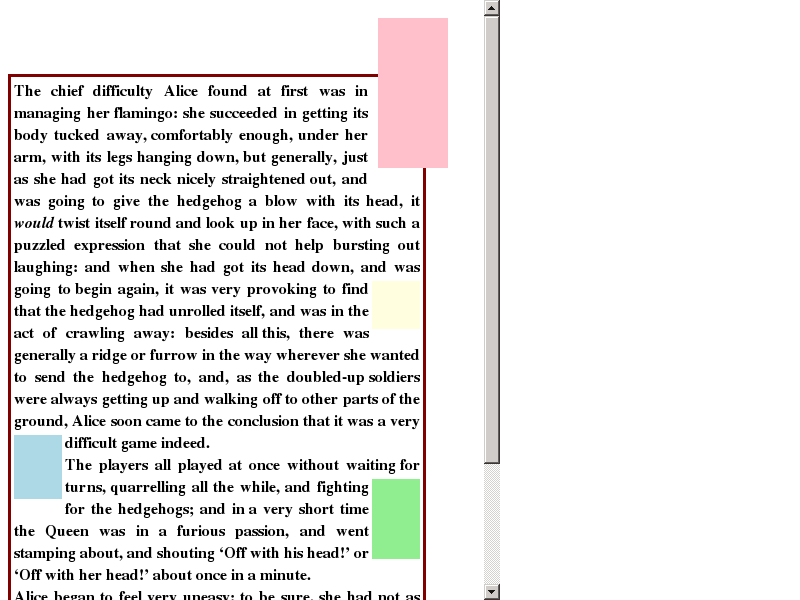 The chief difficulty Alice found at first was in
managing her flamingo: she succeeded in getting its
body tucked away, comfortably enough, under her
arm, with its legs hanging down, but generally, just
as she had got its neck nicely straightened out, and
was going to give the hedgehog a blow with its head, it
would twist itself round and look up in her face, with such a
puzzled expression that she could not help bursting out
laughing: and when she had got its head down, and was
going to begin again, it was very provoking to find
that the hedgehog had unrolled itself, and was in the
act of crawling away: besides all this, there was
generally a ridge or furrow in the way wherever she wanted
to send the hedgehog to, and, as the doubled-up soldiers
were always getting up and walking off to other parts of the
ground, Alice soon came to the conclusion that it was a very
difficult game indeed.
The players all played at once without waiting for
turns, quarrelling all the while, and fighting
for the hedgehogs; and in a very short time
the Queen was in a furious passion, and went
stamping about, and shouting ‘Off with his head!’ or
‘Off with her head!’ about once in a minute.
Alice began to feel very uneasy: to be sure, she had not as